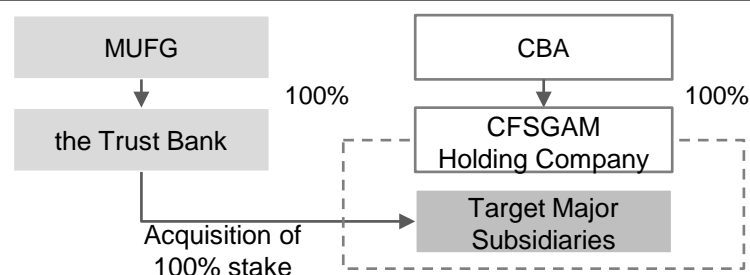 MUFG
CBA
100%
100%
the Trust Bank
CFSGAM
Holding Company
Target Major
Subsidiaries
Acquisition of
100% stake